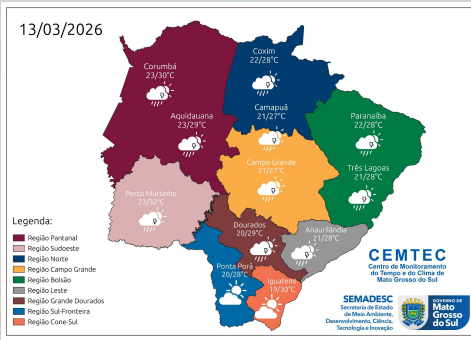 13/03/2026
Corumbá
23/30°C
Coxim
22/28°C
Aquidauana
23/29°C
Camapuã
21/27°C
Paranaíba
22/28°C
Campo Grande
21/27°C
Três Lagoas
21/28°C
Porto Murtinho
23/32°C
Dourados
20/29°C
Anaurilândia
21/28°C
Ponta Porã
20/28°C
Iguatemi
19/30°C
Legenda:
Região Pantanal
Região Sudoeste
Região Norte
Região Campo Grande
Região Bolsão
Região Leste
Região Grande Dourados
Região Sul-Fronteira
Região Cone-Sul
CEMTEC
Centro de Monitoramento
do Tempo e do Clima de
Mato Grosso do Sul
SEMADESC
Secretaria de Estado
de Meio Ambiente,
Desenvolvimento, Ciência,
Tecnologia e Inovação
GOVERNO DE
Mato
Grosso
do Sul